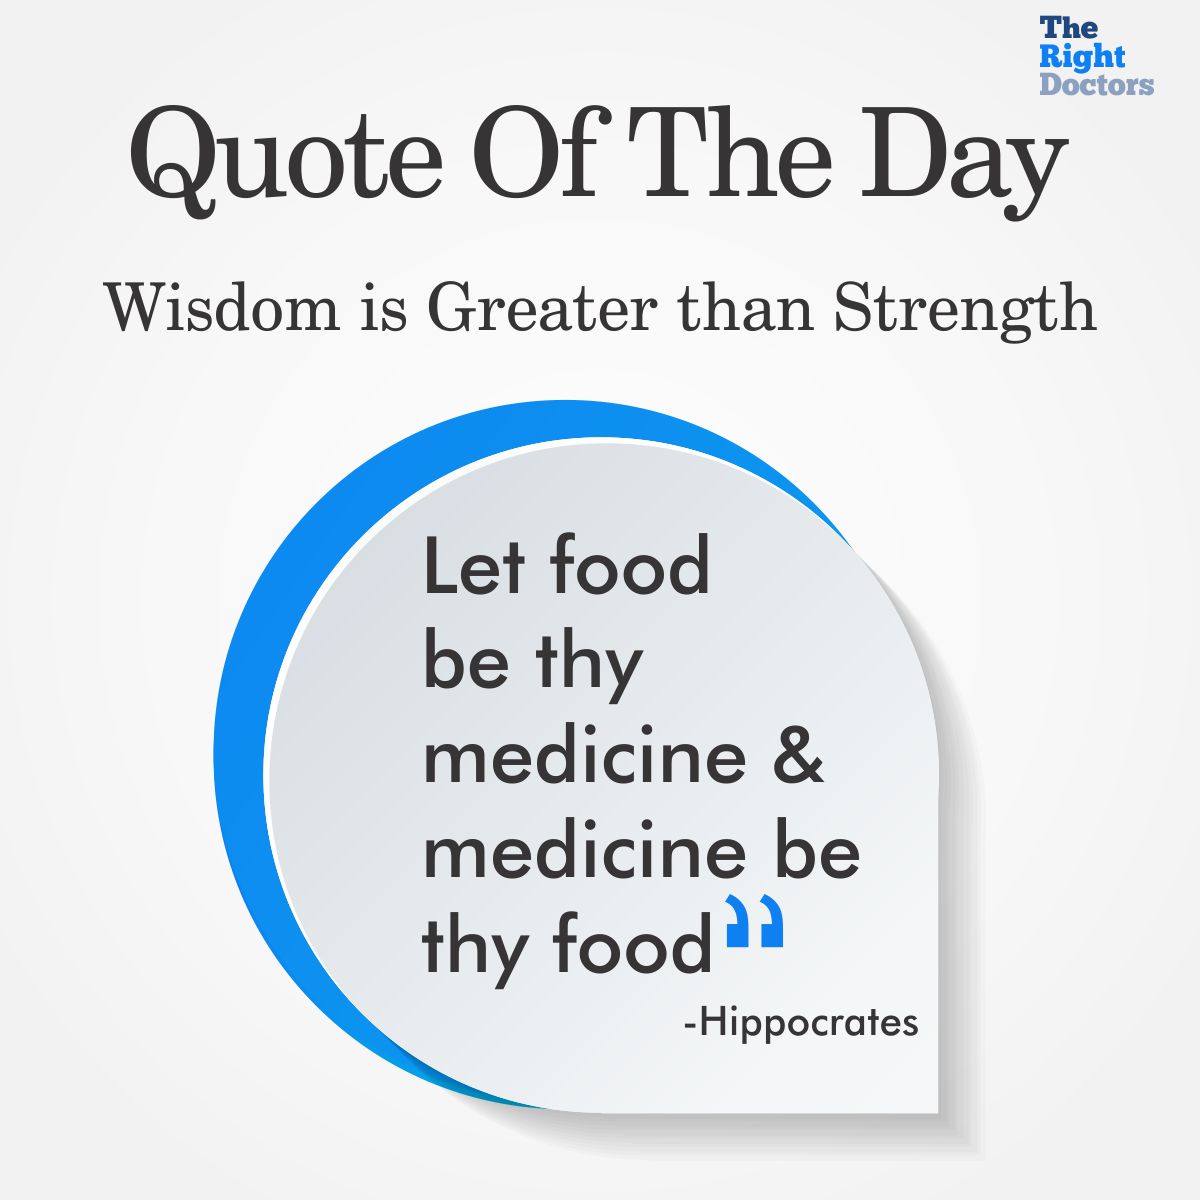 The
Right
Doctors
Quote Of The Day
Wisdom is Greater than Strength
Let food
be thy
medicine &
medicine be
thy food”
-Hippocrates